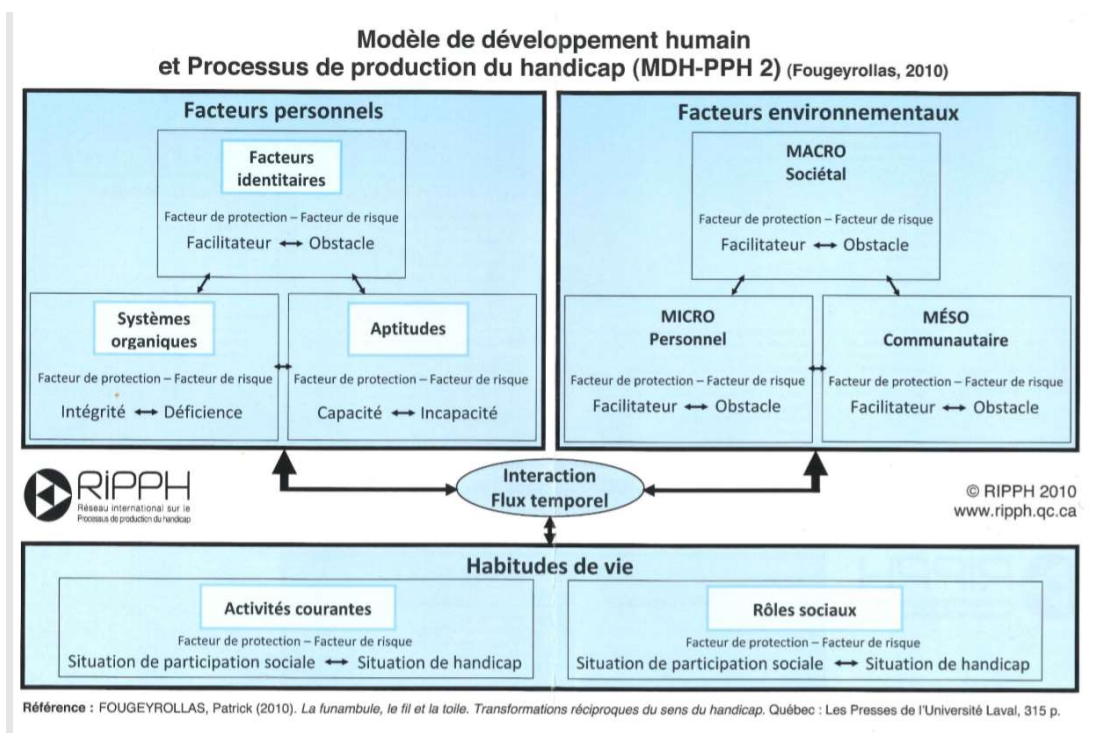 Modèle de développement humain
et Processus de production du handicap (MDH-PPH 2) (Fougeyrollas, 2010)
Facteurs personnels
Facteurs
identitaires
Facteur de protection – Facteur de risque
Facilitateur ↔ Obstacle
Systèmes
organiques
Facteur de protection – Facteur de risque
Intégrité ↔ Déficience
Aptitudes
Facteur de protection – Facteur de risque
Capacité ↔ Incapacité
Facteurs environnementaux
MACRO
Sociétal
Facteur de protection – Facteur de risque
Facilitateur ↔ Obstacle
MICRO
Personnel
Facteur de protection – Facteur de risque
Facilitateur ↔ Obstacle
MÉSO
Communautaire
Facteur de protection – Facteur de risque
Facilitateur ↔ Obstacle
RIPPH
Réseau international sur le
Processus de production du handicap
Interaction
Flux temporel
© RIPPH 2010
www.ripph.qc.ca
Habitudes de vie
Activités courantes
Facteur de protection – Facteur de risque
Situation de participation sociale ↔ Situation de handicap
Rôles sociaux
Facteur de protection – Facteur de risque
Situation de participation sociale ↔ Situation de handicap
Référence : FOUGEYROLLAS, Patrick (2010). La funambule, le fil et la toile. Transformations réciproques du sens du handicap. Québec : Les Presses de l'Université Laval, 315 p.